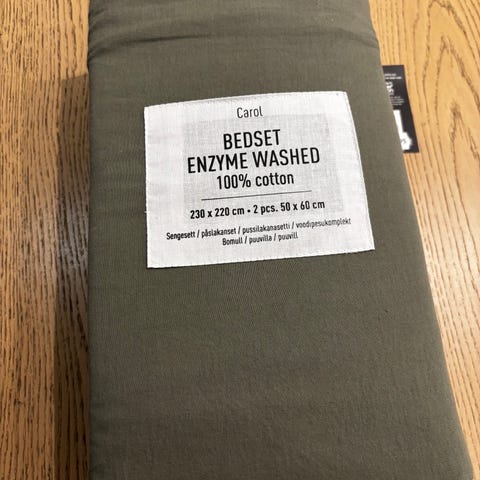 Carol
BEDSET
ENZYME WASHED
100% cotton
230 x 220 cm • 2 pcs. 50 x 60 cm
Sengesett / påslakanset / pussilakanasetti / voodipesukomplekt
Bomull / puuvilla / puuvill